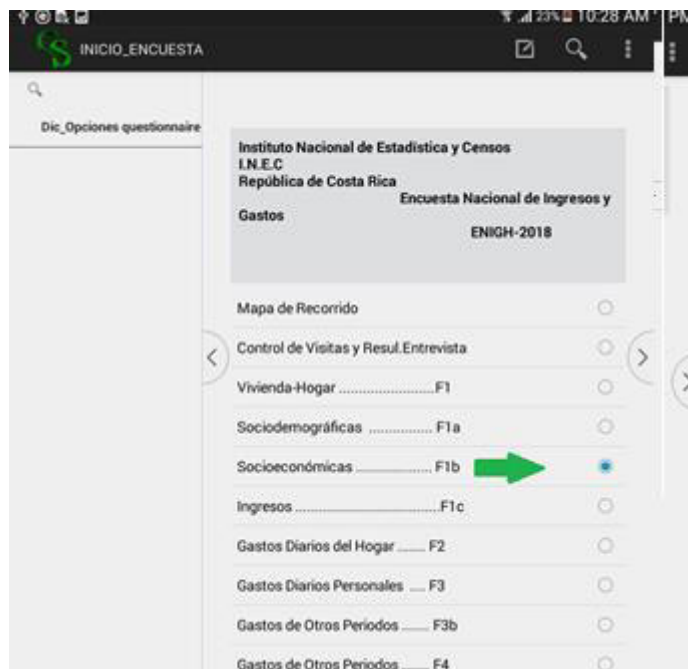 23% 10:28 AM PM
CS INICIO_ENCUESTA
Dic_Opciones questionnaire
Instituto Nacional de Estadística y Censos
I.N.E.C
República de Costa Rica
Encuesta Nacional de Ingresos y
Gastos
ENIGH-2018
Mapa de Recorrido
Control de Visitas y Resul.Entrevista
Vivienda-Hogar ........................F1
Sociodemográficas ................ F1a
Socioeconómicas ................... F1b
Ingresos .....................................F1c
Gastos Diarios del Hogar ....... F2
Gastos Diarios Personales .... F3
Gastos de Otros Periodos ....... F3b
Gastos de Otros Periodos ....... F4